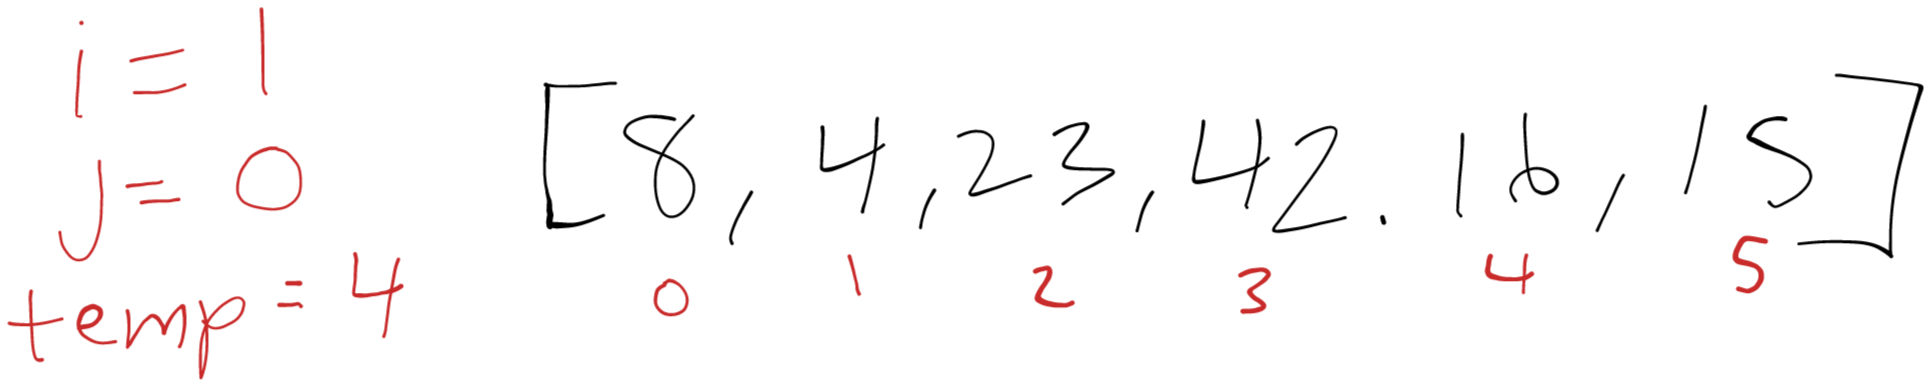 i = 1
j = 0
temp = 4
[8, 4, 23, 42. 16, 15]
0 1 2 3 4 5